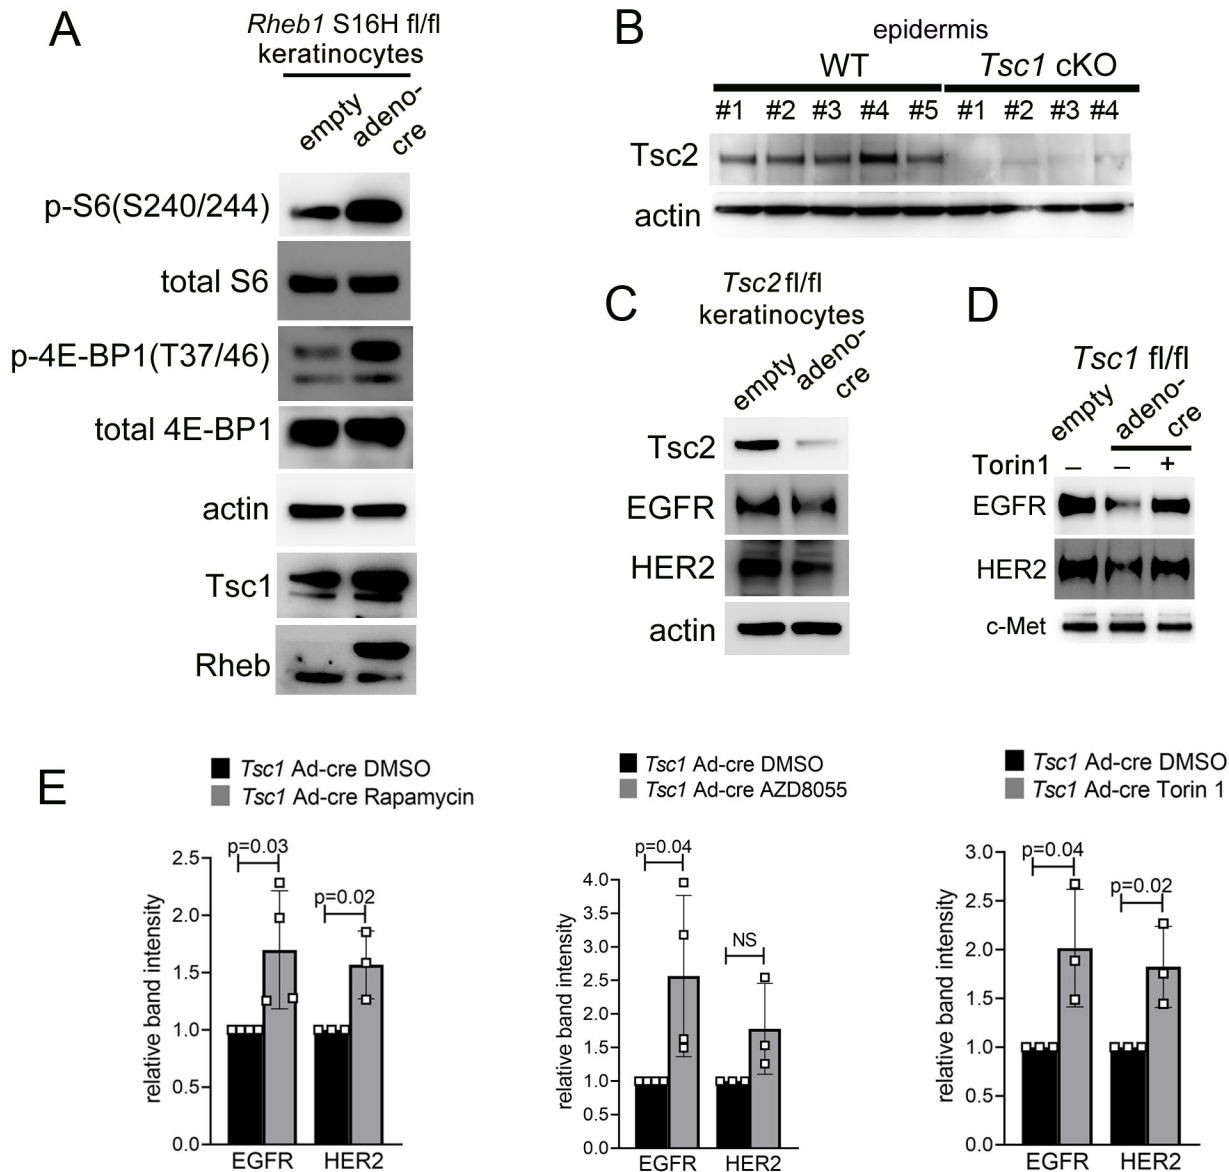 A
Rheb1 S16H fl/fl
keratinocytes
empty
adeno-
cre
p-S6(S240/244)
total S6
p-4E-BP1(T37/46)
total 4E-BP1
actin
Tsc1
Rheb
B
epidermis
WT
Tsc1 cKO
#1 #2 #3 #4 #5 #1 #2 #3 #4
Tsc2
actin
C
Tsc2 fl/fl
keratinocytes
empty
adeno-
cre
Tsc2
EGFR
HER2
actin
D
Tsc1 fl/fl
empty
adeno-
cre
Torin1 – – +
EGFR
HER2
c-Met
E
Tsc1 Ad-cre DMSO
Tsc1 Ad-cre Rapamycin
relative band intensity
2.5
2.0
1.5
1.0
0.5
0.0
p=0.03
p=0.02
EGFR HER2
Tsc1 Ad-cre DMSO
Tsc1 Ad-cre AZD8055
relative band intensity
4.0
3.5
3.0
2.5
2.0
1.5
1.0
0.5
0.0
p=0.04
NS
EGFR HER2
Tsc1 Ad-cre DMSO
Tsc1 Ad-cre Torin 1
relative band intensity
3.0
2.5
2.0
1.5
1.0
0.5
0.0
p=0.04
p=0.02
EGFR HER2